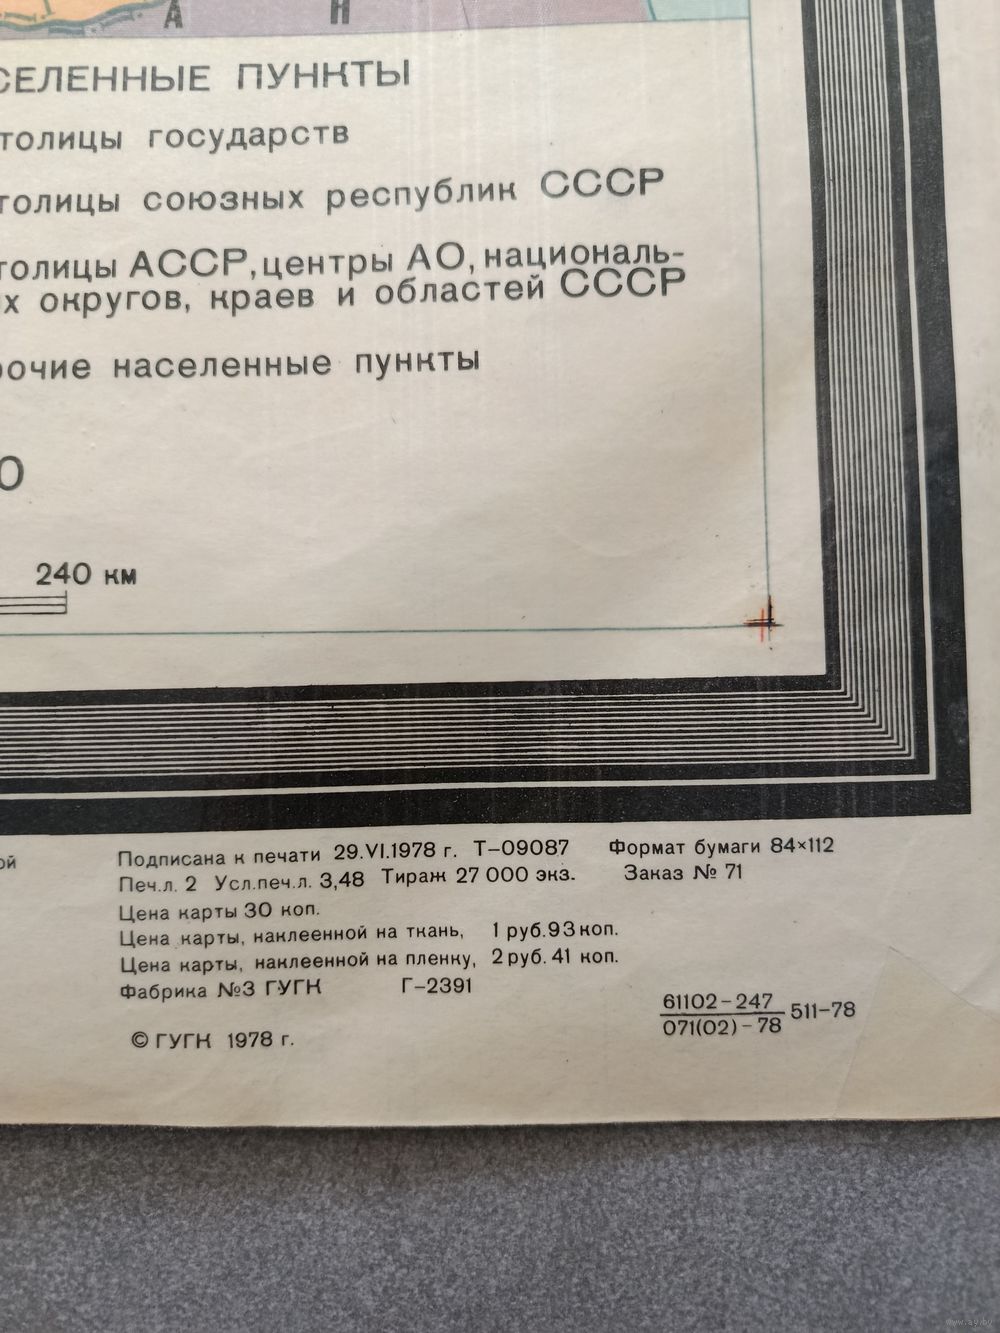 А Н
СЕЛЕННЫЕ ПУНКТЫ
толицы государств
толицы союзных республик СССР
толицы АССР, центры АО, националь-
х округов, краев и областей СССР
рочие населенные пункты
О
240 км
ой
Подписана к печати 29.VI.1978 г. Т-09087 Формат бумаги 84×112
Печ.л. 2 Усл.печ.л. 3,48 Тираж 27 000 экз. Заказ № 71
Цена карты 30 коп.
Цена карты, наклеенной на ткань, 1 руб.93 коп.
Цена карты, наклеенной на пленку, 2 руб. 41 коп.
Фабрика №3 ГУГК Г-2391
61102-247
071(02)-78 511-78
© ГУГК 1978 г.
www.ay.by